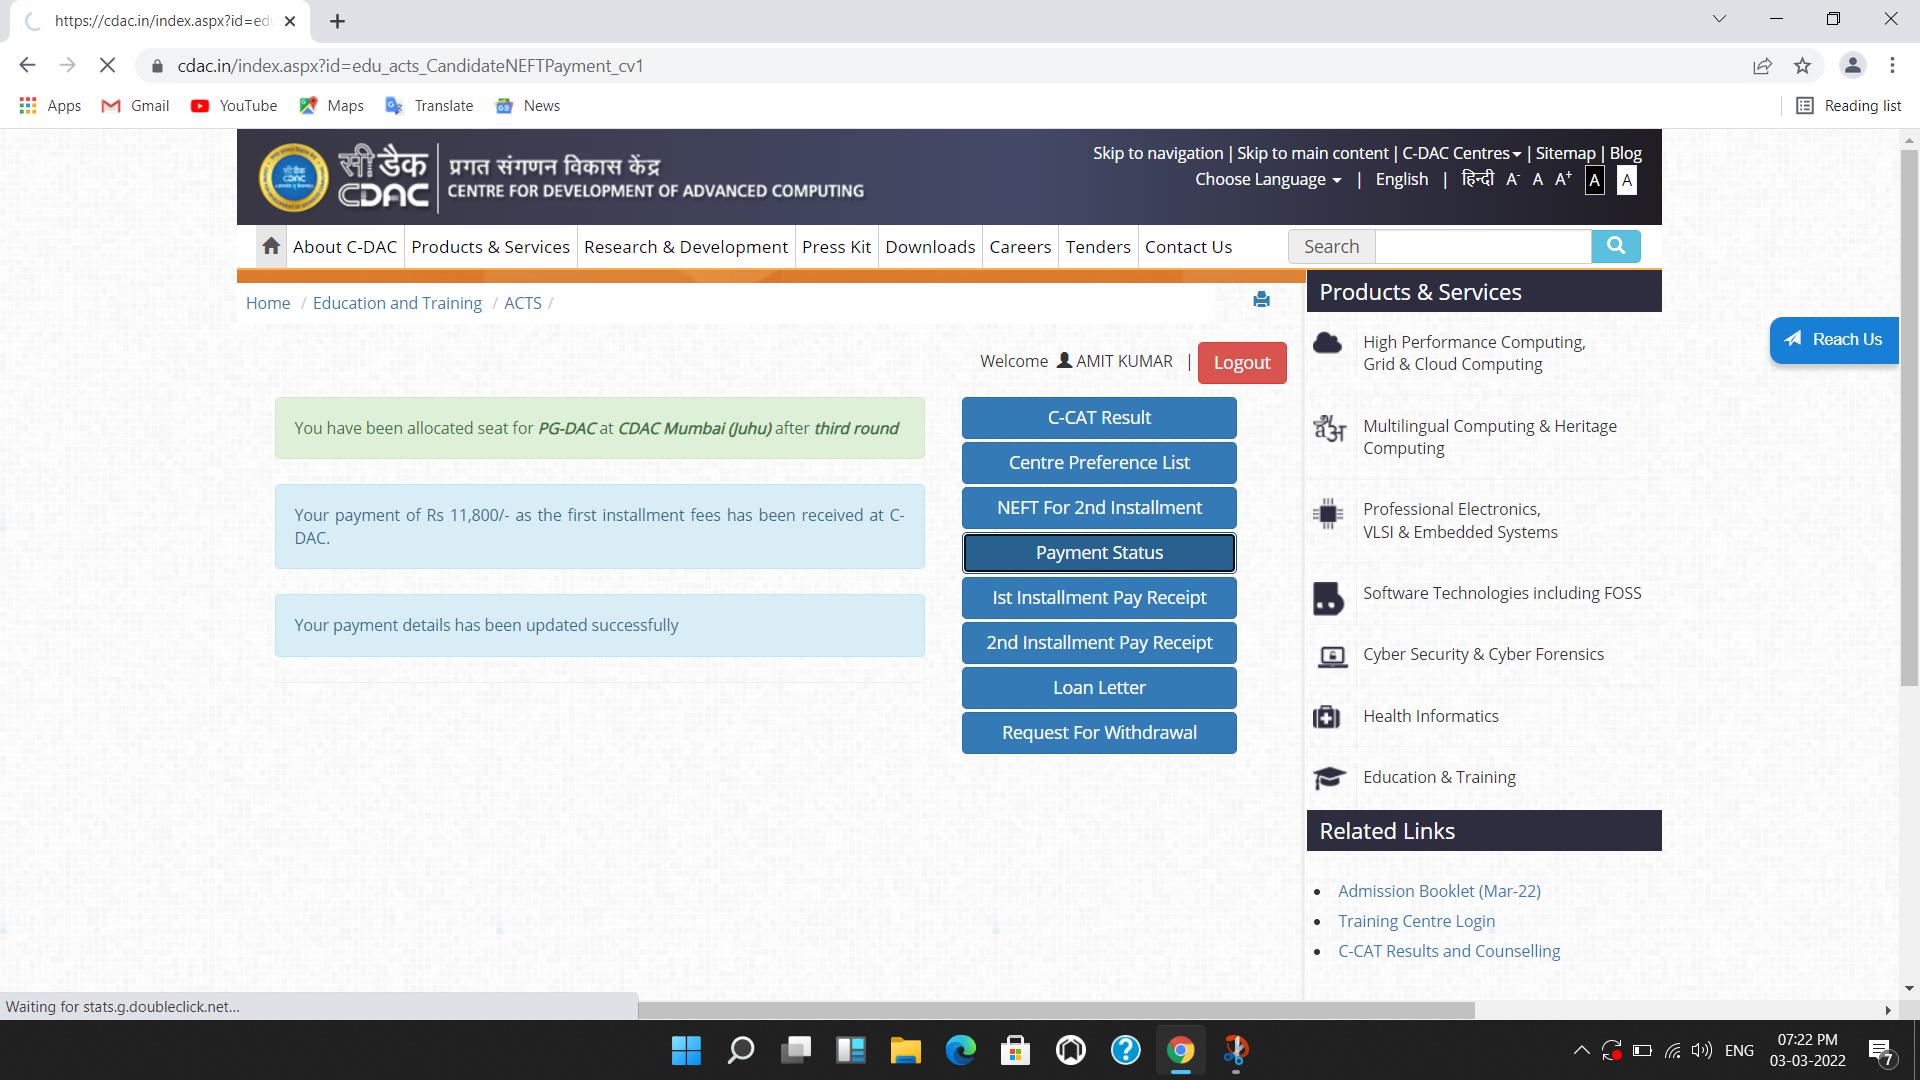 https://cdac.in/index.aspx?id=edu
cdac.in/index.aspx?id=edu_acts_CandidateNEFTPayment_cv1
Apps Gmail YouTube Maps Translate News Reading list
सी डैक
CDAC
प्रगत संगणन विकास केंद्र
CENTRE FOR DEVELOPMENT OF ADVANCED COMPUTING
Skip to navigation | Skip to main content | C-DAC Centres | Sitemap | Blog
Choose Language | English | हिन्दी A- A A+ A A
About C-DAC Products & Services Research & Development Press Kit Downloads Careers Tenders Contact Us Search
Home / Education and Training / ACTS /
Welcome AMIT KUMAR | Logout
You have been allocated seat for PG-DAC at CDAC Mumbai (Juhu) after third round
Your payment of Rs 11,800/- as the first installment fees has been received at C-
DAC.
Your payment details has been updated successfully
C-CAT Result
Centre Preference List
NEFT For 2nd Installment
Payment Status
Ist Installment Pay Receipt
2nd Installment Pay Receipt
Loan Letter
Request For Withdrawal
Products & Services
High Performance Computing,
Grid & Cloud Computing
Multilingual Computing & Heritage
Computing
Professional Electronics,
VLSI & Embedded Systems
Software Technologies including FOSS
Cyber Security & Cyber Forensics
Health Informatics
Education & Training
Related Links
Admission Booklet (Mar-22)
Training Centre Login
C-CAT Results and Counselling
Reach Us
Waiting for stats.g.doubleclick.net...
ENG
07:22 PM
03-03-2022
7